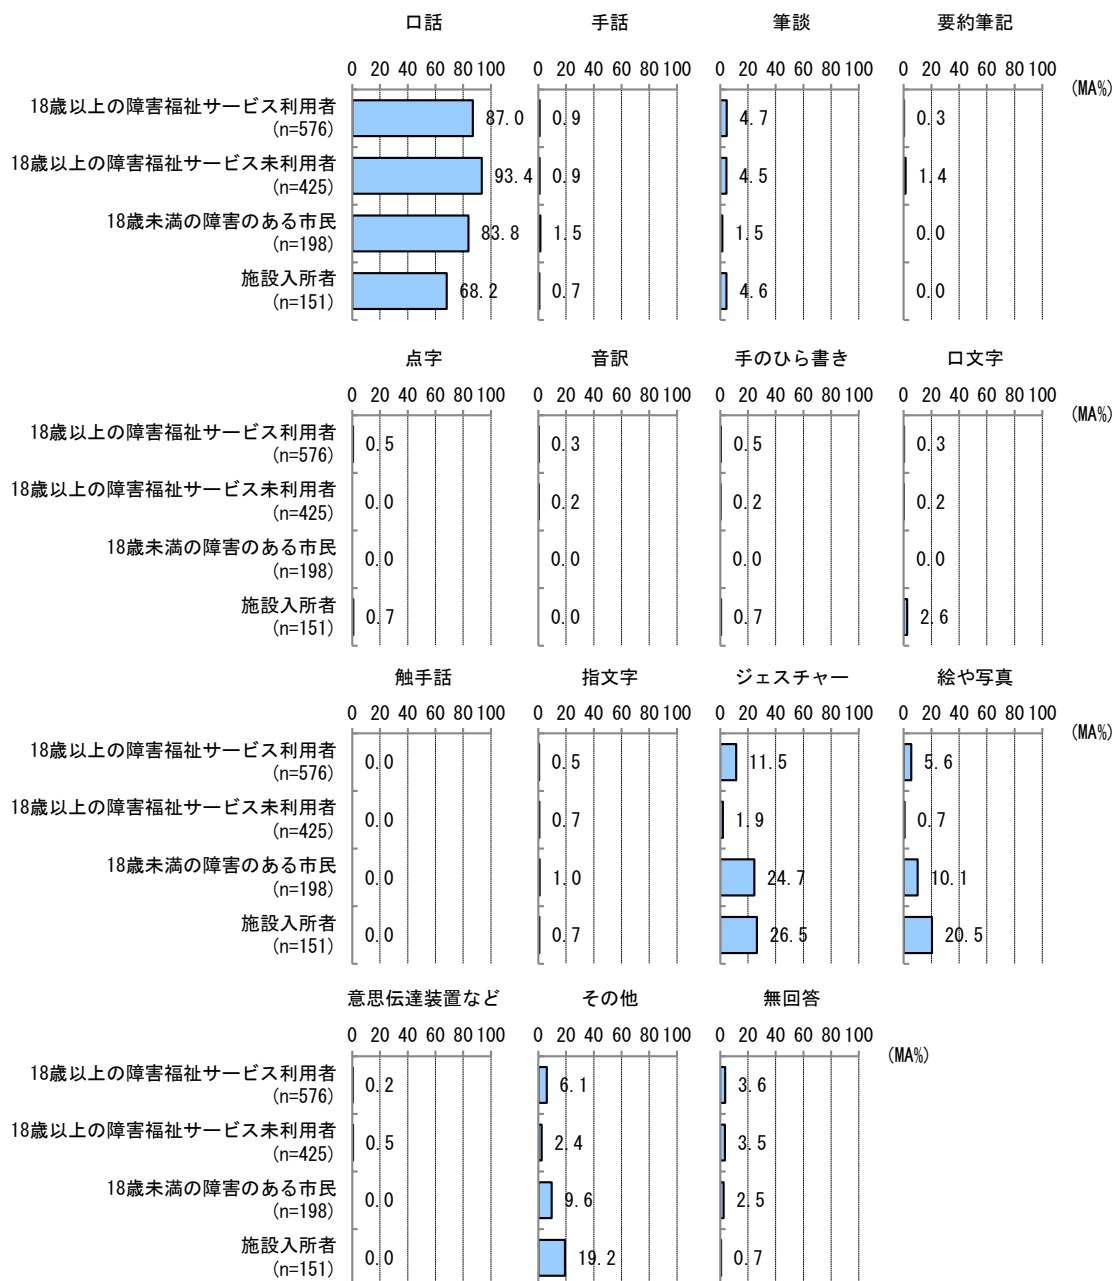 口話 手話 筆談 要約筆記
0 20 40 60 80 100 0 20 40 60 80 100 0 20 40 60 80 100 0 20 40 60 80 100
(MA%)
18歳以上の障害福祉サービス利用者
(n=576)
87.0 0.9 4.7 0.3
18歳以上の障害福祉サービス未利用者
(n=425)
93.4 0.9 4.5 1.4
18歳未満の障害のある市民
(n=198)
83.8 1.5 1.5 0.0
施設入所者
(n=151)
68.2 0.7 4.6 0.0
点字 音訳 手のひら書き 口文字
0 20 40 60 80 100 0 20 40 60 80 100 0 20 40 60 80 100 0 20 40 60 80 100
(MA%)
18歳以上の障害福祉サービス利用者
(n=576)
0.5 0.3 0.5 0.3
18歳以上の障害福祉サービス未利用者
(n=425)
0.0 0.2 0.2 0.2
18歳未満の障害のある市民
(n=198)
0.0 0.0 0.0 0.0
施設入所者
(n=151)
0.7 0.0 0.7 2.6
触手話 指文字 ジェスチャー 絵や写真
0 20 40 60 80 100 0 20 40 60 80 100 0 20 40 60 80 100 0 20 40 60 80 100
(MA%)
18歳以上の障害福祉サービス利用者
(n=576)
0.0 0.5 11.5 5.6
18歳以上の障害福祉サービス未利用者
(n=425)
0.0 0.7 1.9 0.7
18歳未満の障害のある市民
(n=198)
0.0 1.0 24.7 10.1
施設入所者
(n=151)
0.0 0.7 26.5 20.5
意思伝達装置など その他 無回答
0 20 40 60 80 100 0 20 40 60 80 100 0 20 40 60 80 100
(MA%)
18歳以上の障害福祉サービス利用者
(n=576)
0.2 6.1 3.6
18歳以上の障害福祉サービス未利用者
(n=425)
0.5 2.4 3.5
18歳未満の障害のある市民
(n=198)
0.0 9.6 2.5
施設入所者
(n=151)
0.0 19.2 0.7